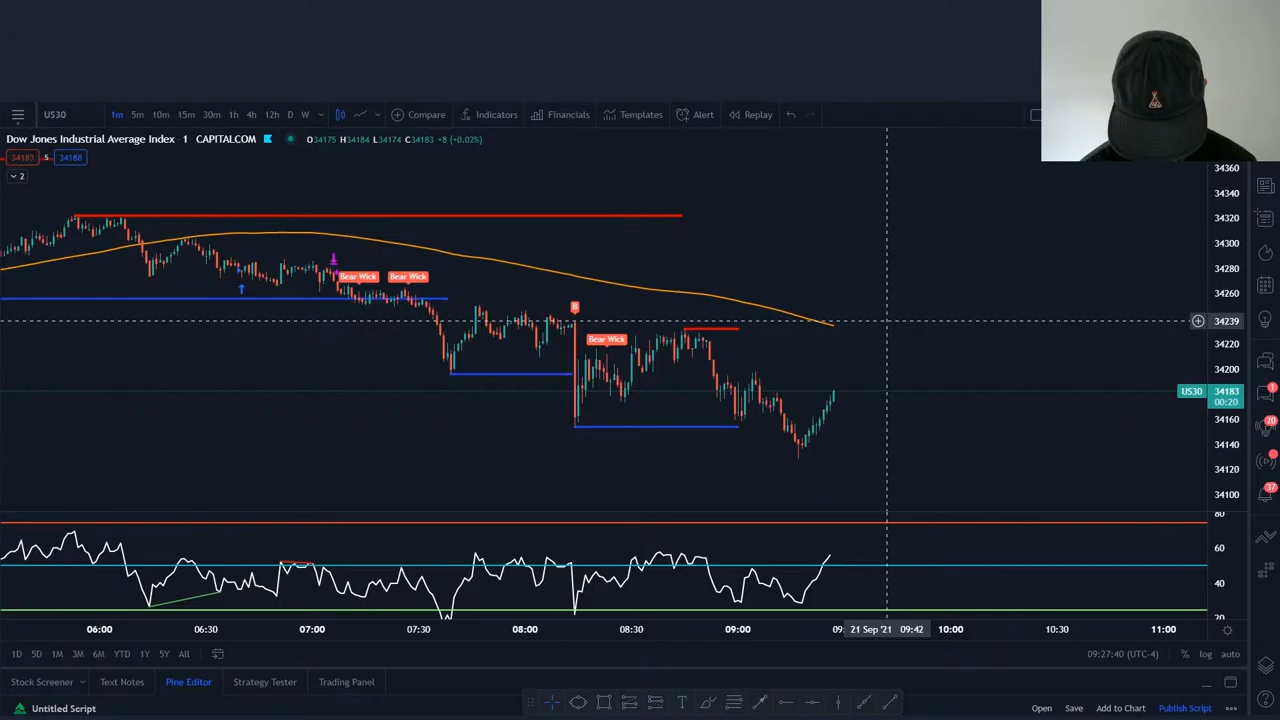 US30 1m 5m 10m 15m 30m 1h 4h 12h D W Compare Indicators Financials Templates Alert Replay
Dow Jones Industrial Average Index · 1 · CAPITALCOM O34175 H34184 L34174 C34183 +8 (+0.02%)
34183 5 34188
2
34360
34340
34320
34300
34280
34260
34239
34220
34200
US30 34183
00:20
34160
34140
34120
34100
Bear Wick Bear Wick
B
Bear Wick
80
60
40
20
06:00 06:30 07:00 07:30 08:00 08:30 09:00 09: 21 Sep '21 09:42 10:00 10:30 11:00
1D 5D 1M 3M 6M YTD 1Y 5Y All 09:27:40 (UTC-4) % log auto
Stock Screener Text Notes Pine Editor Strategy Tester Trading Panel
Untitled Script Open Save Add to Chart Publish Script
1
20
37